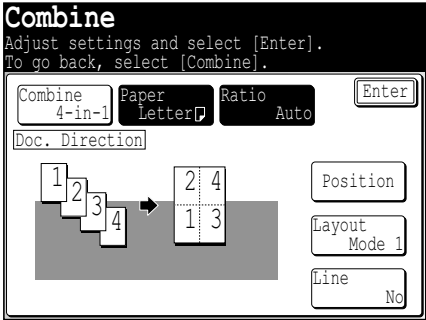 Combine
Adjust settings and select [Enter].
To go back, select [Combine].
Combine
4-in-1
Paper
Letter
Ratio
Auto
Enter
Doc. Direction
1
2
3
4
2 4
1 3
Position
Layout
Mode 1
Line
No